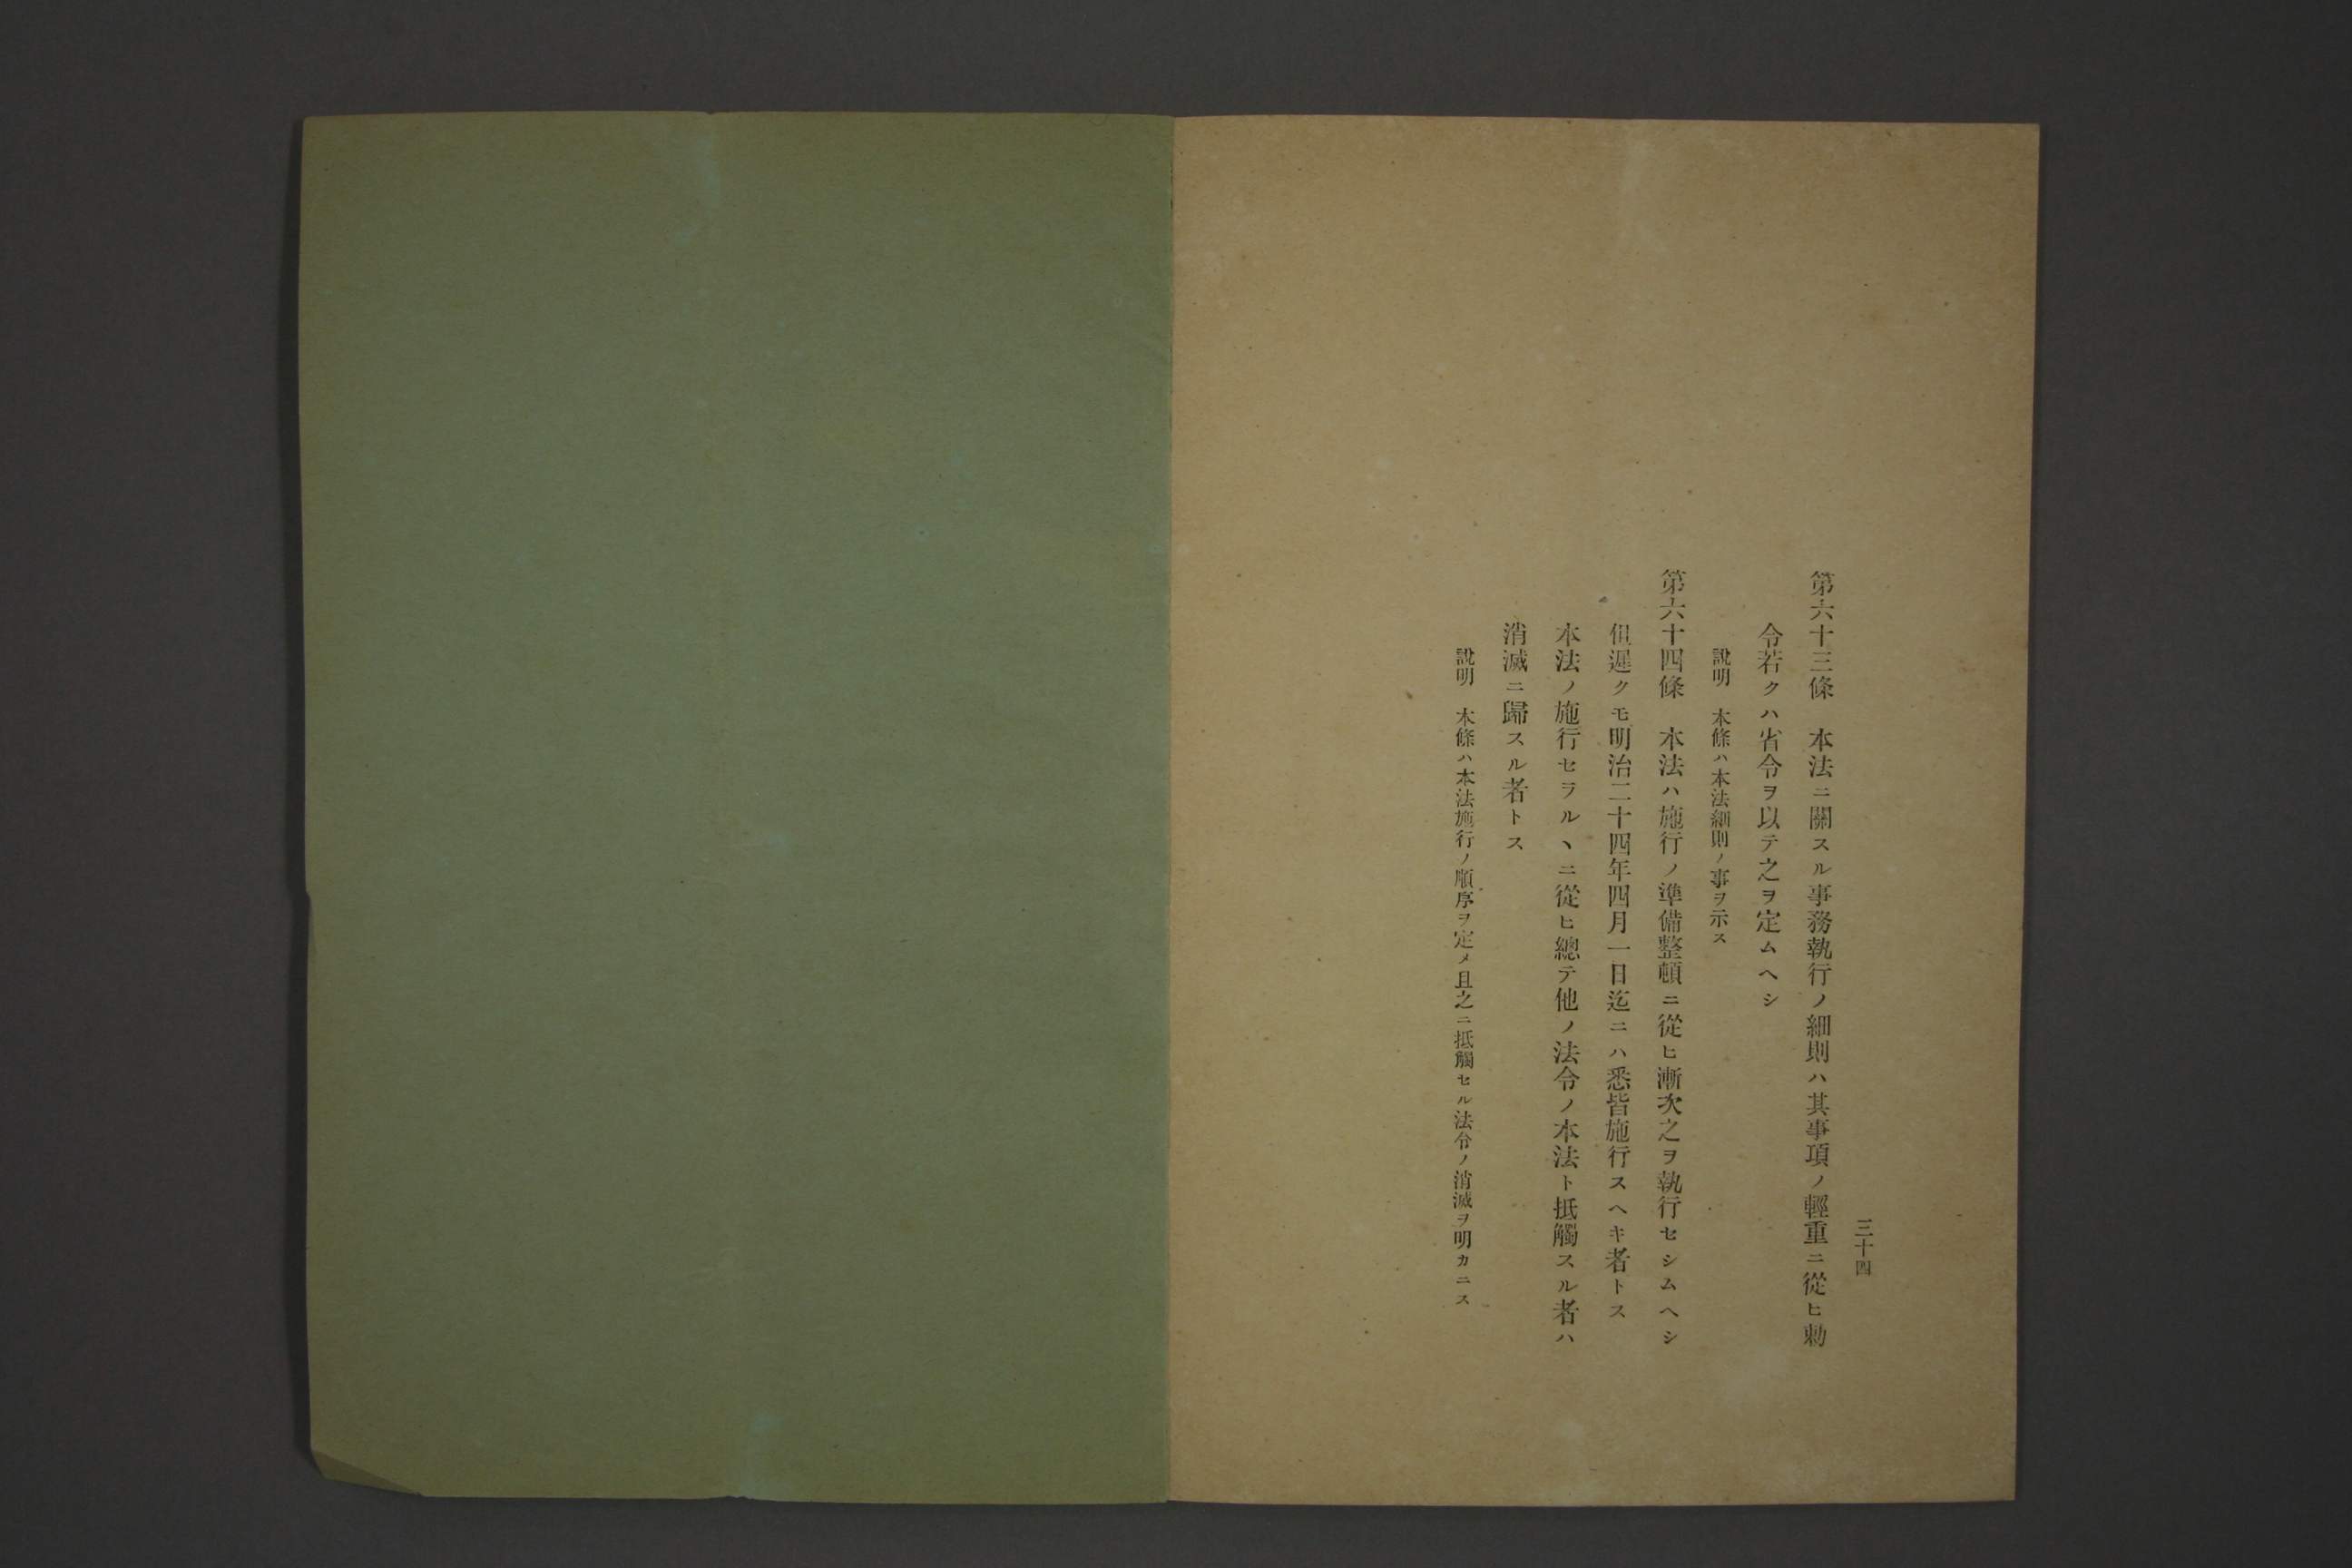 三十四
第六十三條　本法ニ關スル事務執行ノ細則ハ其事項ノ輕重ニ從ヒ勅
令若クハ省令ヲ以テ之ヲ定ムヘシ
說明　本條ハ本法細則ノ事ヲ示ス
第六十四條　本法ハ施行ノ準備整頓ニ從ヒ漸次之ヲ執行セシムヘシ
但遲クモ明治二十四年四月一日迄ニハ悉皆施行スヘキ者トス
本法ノ施行セラルヽニ從ヒ總テ他ノ法令ノ本法ト抵觸スル者ハ
消滅ニ歸スル者トス
說明　本條ハ本法施行ノ順序ヲ定メ且之ニ抵觸セル法令ノ消滅ヲ明カニス